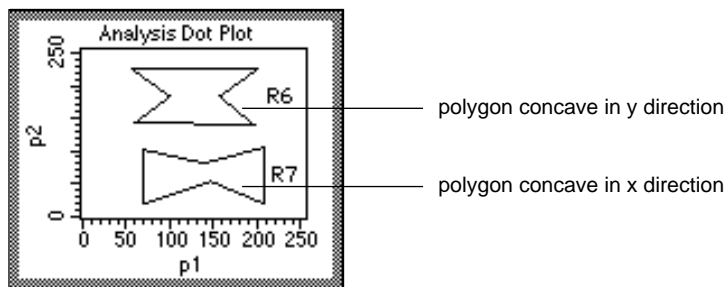 Analysis Dot Plot
250
R6
polygon concave in y direction
p2
R7
polygon concave in x direction
0
0 50 100 150 200 250
p1